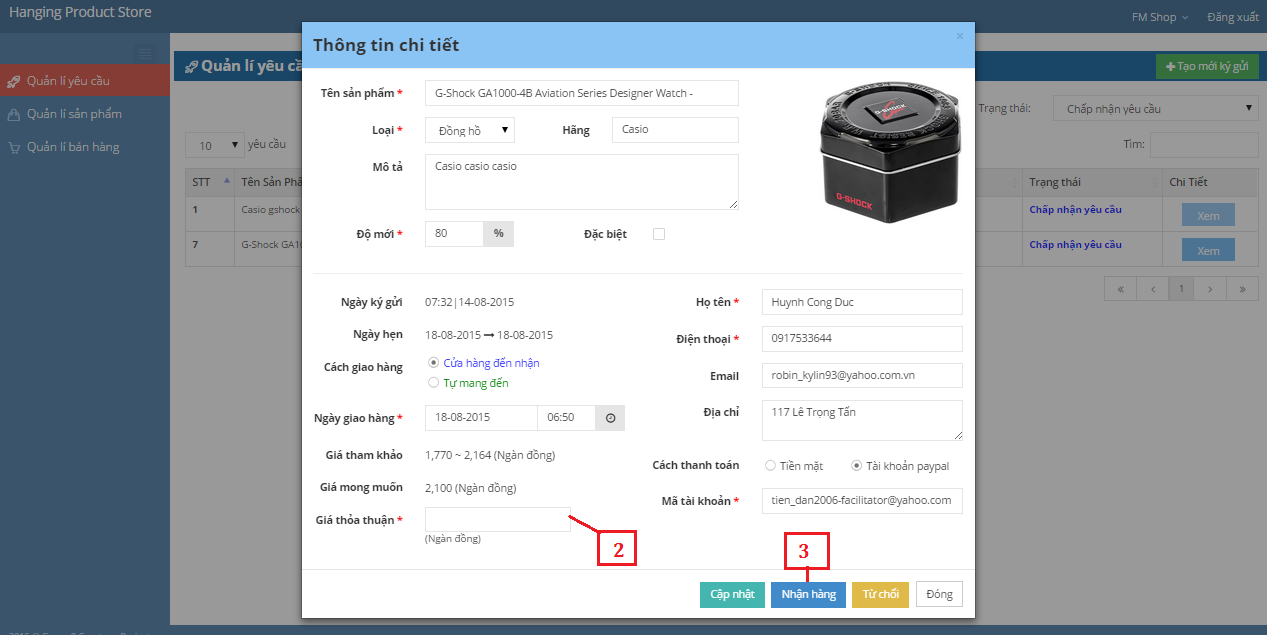 Hanging Product Store
FM Shop
Đăng xuất
Quản lí yêu cầu
Quản lí sản phẩm
Quản lí bán hàng
Quản lí yêu cầ
Tạo mới ký gửi
Trạng thái:
Chấp nhận yêu cầu
10
yêu cầu
Tìm:
STT
Tên Sản Phẩ
Trạng thái
Chi Tiết
1
Casio gshock
Chấp nhận yêu cầu
Xem
7
G-Shock GA10
Chấp nhận yêu cầu
Xem
«
‹
1
›
»
Thông tin chi tiết
×
Tên sản phẩm *
G-Shock GA1000-4B Aviation Series Designer Watch -
Loại *
Đồng hồ
Hãng
Casio
Mô tả
Casio casio casio
Độ mới *
80
%
Đặc biệt
G-SHOCK
G-SHOCK
Ngày ký gửi
07:32|14-08-2015
Ngày hẹn
18-08-2015 ➞ 18-08-2015
Cách giao hàng
Cửa hàng đến nhận
Tự mang đến
Ngày giao hàng *
18-08-2015
06:50
Giá tham khảo
1,770 ~ 2,164 (Ngàn đồng)
Giá mong muốn
2,100 (Ngàn đồng)
Giá thỏa thuận *
(Ngàn đồng)
2
Họ tên *
Huynh Cong Duc
Điện thoại *
0917533644
Email
robin_kylin93@yahoo.com.vn
Địa chỉ
117 Lê Trọng Tấn
Cách thanh toán
Tiền mặt
Tài khoản paypal
Mã tài khoản *
tien_dan2006-facilitator@yahoo.com
3
Cập nhật
Nhận hàng
Từ chối
Đóng